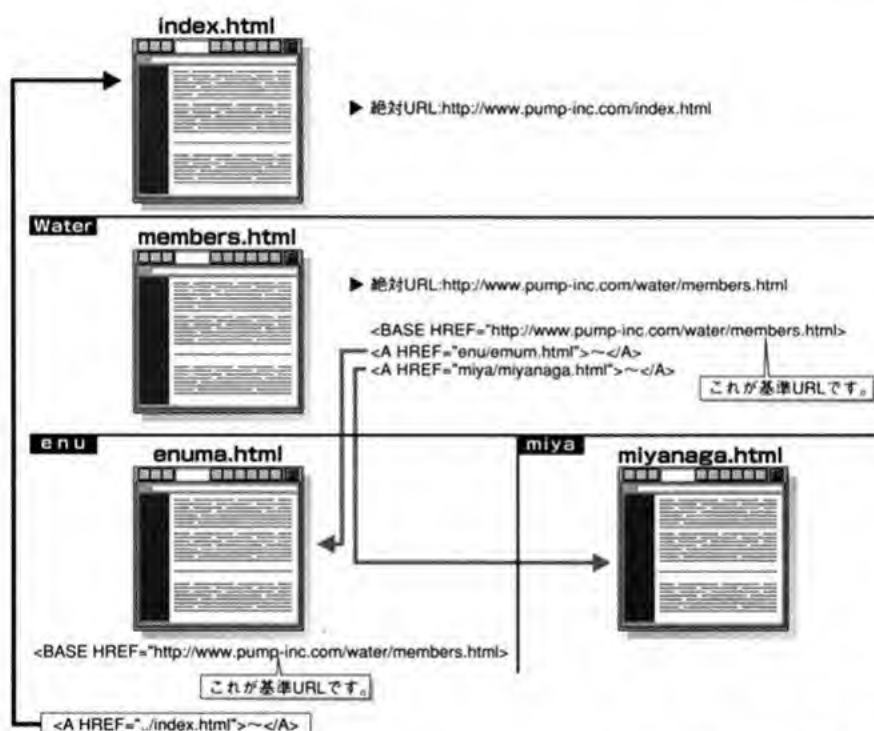 index.html
▶ 絶対URL:http://www.pump-inc.com/index.html
Water
members.html
▶ 絶対URL:http://www.pump-inc.com/water/members.html
<BASE HREF="http://www.pump-inc.com/water/members.html>
<A HREF="enu/emum.html">～</A>
<A HREF="miya/miyanaga.html">～</A>
これが基準URLです。
enu
enuma.html
miya
miyanaga.html
<BASE HREF="http://www.pump-inc.com/water/members.html>
これが基準URLです。
<A HREF="../index.html">～</A>